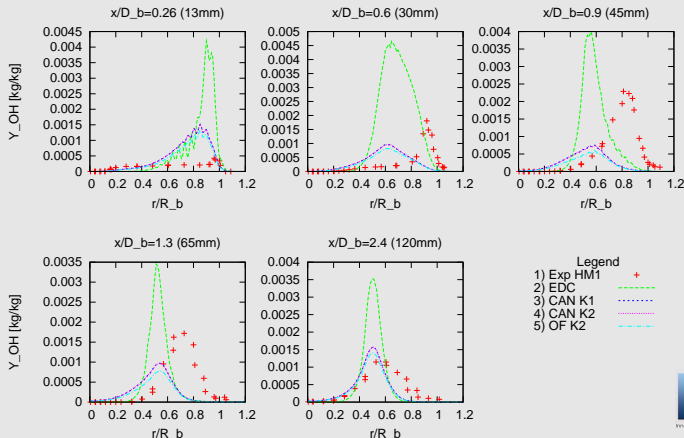 x/D_b=0.26 (13mm)
x/D_b=0.6 (30mm)
x/D_b=0.9 (45mm)
Y_OH [kg/kg]
0.0045
0.004
0.0035
0.003
0.0025
0.002
0.0015
0.001
0.0005
0
0 0.2 0.4 0.6 0.8 1 1.2
r/R_b
0.005
0.0045
0.004
0.0035
0.003
0.0025
0.002
0.0015
0.001
0.0005
0
0 0.2 0.4 0.6 0.8 1 1.2
r/R_b
0.004
0.0035
0.003
0.0025
0.002
0.0015
0.001
0.0005
0
0 0.2 0.4 0.6 0.8 1 1.2
r/R_b
x/D_b=1.3 (65mm)
x/D_b=2.4 (120mm)
Y_OH [kg/kg]
0.0035
0.003
0.0025
0.002
0.0015
0.001
0.0005
0
0 0.2 0.4 0.6 0.8 1 1.2
r/R_b
0.004
0.0035
0.003
0.0025
0.002
0.0015
0.001
0.0005
0
0 0.2 0.4 0.6 0.8 1 1.2
r/R_b
Legend
1) Exp HM1
2) EDC
3) CAN K1
4) CAN K2
5) OF K2